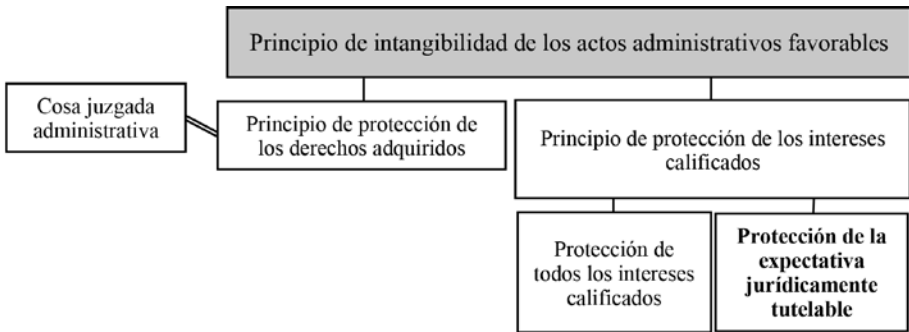 Principio de intangibilidad de los actos administrativos favorables
Cosa juzgada
administrativa
Principio de protección de
los derechos adquiridos
Principio de protección de los intereses
calificados
Protección de
todos los intereses
calificados
Protección de la
expectativa
jurídicamente
tutelable